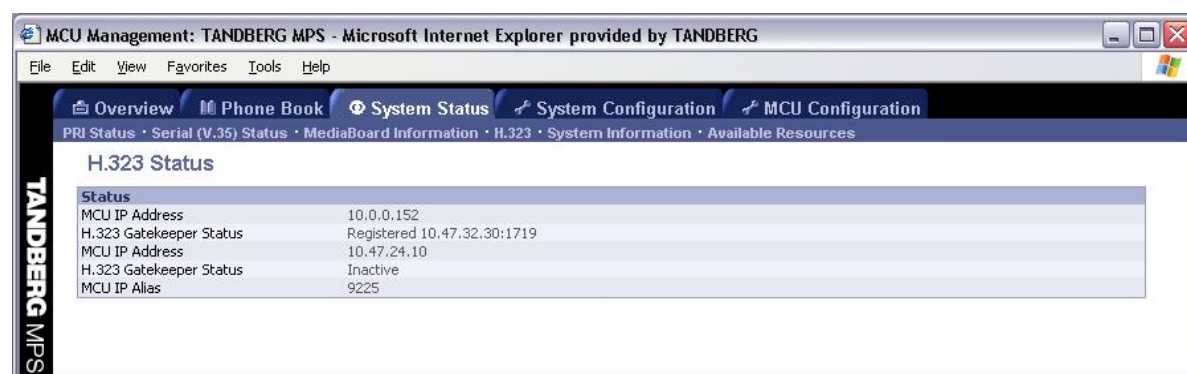 MCU Management: TANDBERG MPS - Microsoft Internet Explorer provided by TANDBERG
File Edit View Favorites Tools Help
Overview Phone Book System Status System Configuration MCU Configuration
PRI Status · Serial (V.35) Status · MediaBoard Information · H.323 · System Information · Available Resources
H.323 Status
Status
MCU IP Address 10.0.0.152
H.323 Gatekeeper Status Registered 10.47.32.30:1719
MCU IP Address 10.47.24.10
H.323 Gatekeeper Status Inactive
MCU IP Alias 9225
TANDBERG MPS